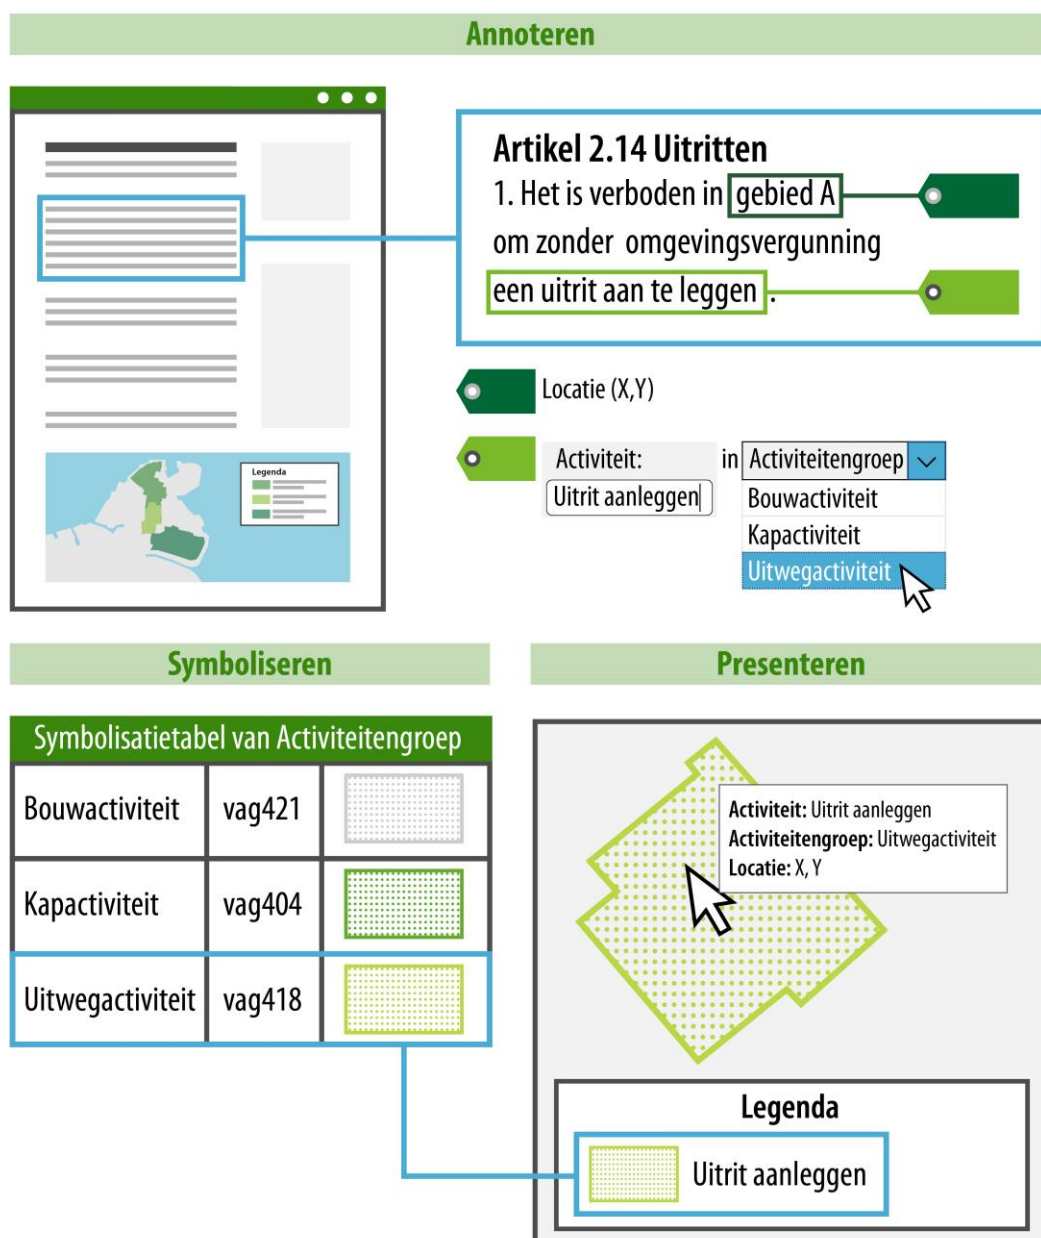 Annoteren
Artikel 2.14 Uitritten
1. Het is verboden in gebied A
om zonder omgevingsvergunning
een uitrit aan te leggen .
Legenda
Locatie (X,Y)
Activiteit: in Activiteitengroep
Uitrit aanleggen
Bouwactiviteit
Kapactiviteit
Uitwegactiviteit
Symboliseren
Symbolisatietabel van Activiteitengroep
Bouwactiviteit vag421
Kapactiviteit vag404
Uitwegactiviteit vag418
Presenteren
Activiteit: Uitrit aanleggen
Activiteitengroep: Uitwegactiviteit
Locatie: X, Y
Legenda
Uitrit aanleggen